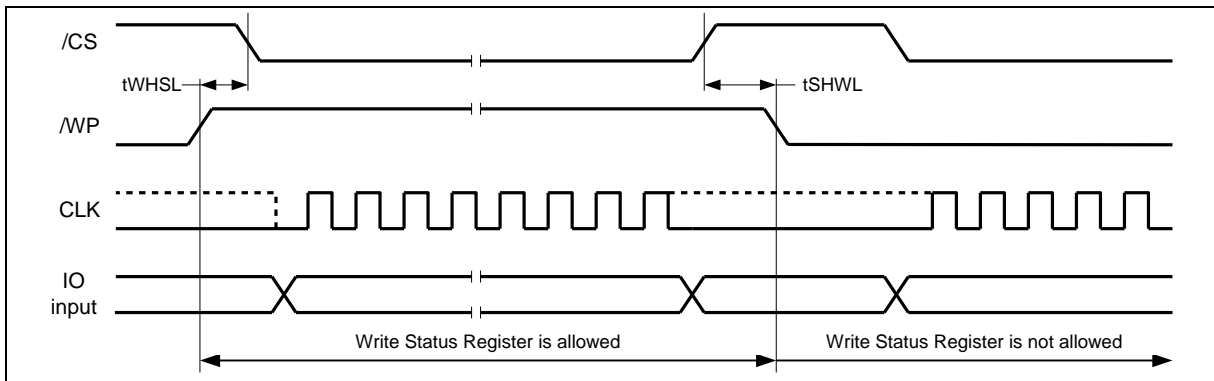 /CS
tWHSL
tSHWL
/WP
CLK
IO
input
Write Status Register is allowed
Write Status Register is not allowed